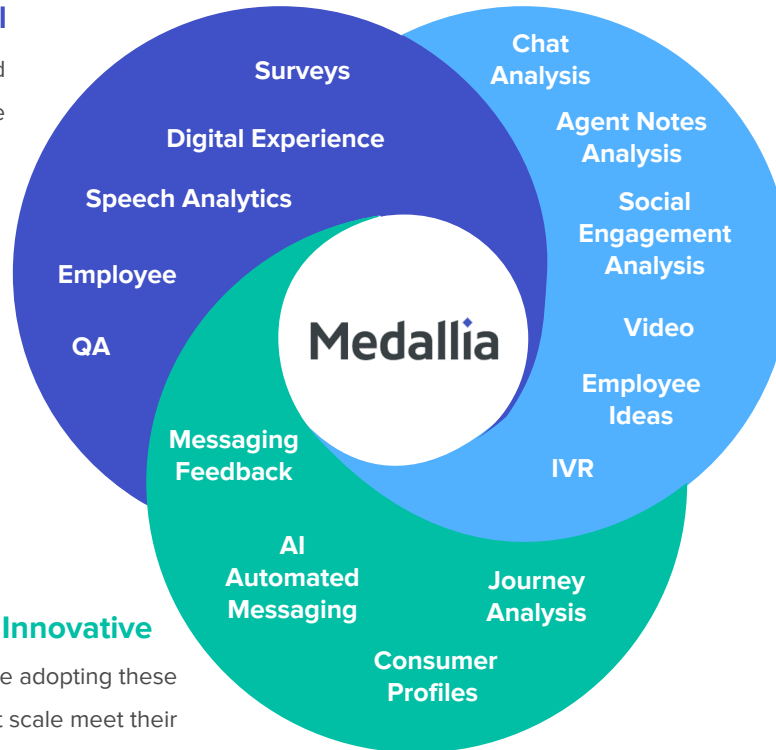 Surveys
Digital Experience
Speech Analytics
Employee
QA
Chat
Analysis
Agent Notes
Analysis
Social
Engagement
Analysis
Video
Employee
Ideas
IVR
Medallia
Messaging
Feedback
AI
Automated
Messaging
Journey
Analysis
Consumer
Profiles
Innovative
e adopting these
t scale meet their